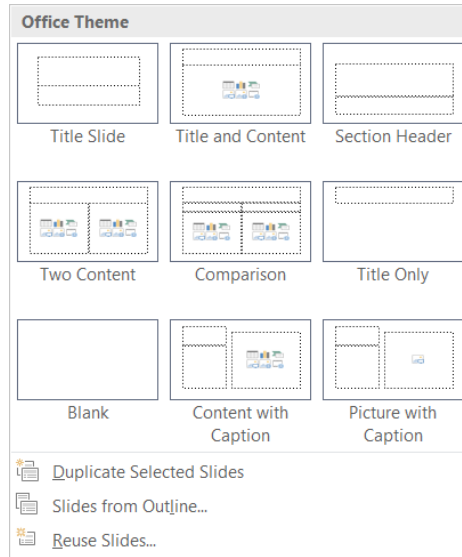 Office Theme
Title Slide
Title and Content
Section Header
Two Content
Comparison
Title Only
Blank
Content with
Caption
Picture with
Caption
Duplicate Selected Slides
Slides from Outline...
Reuse Slides...